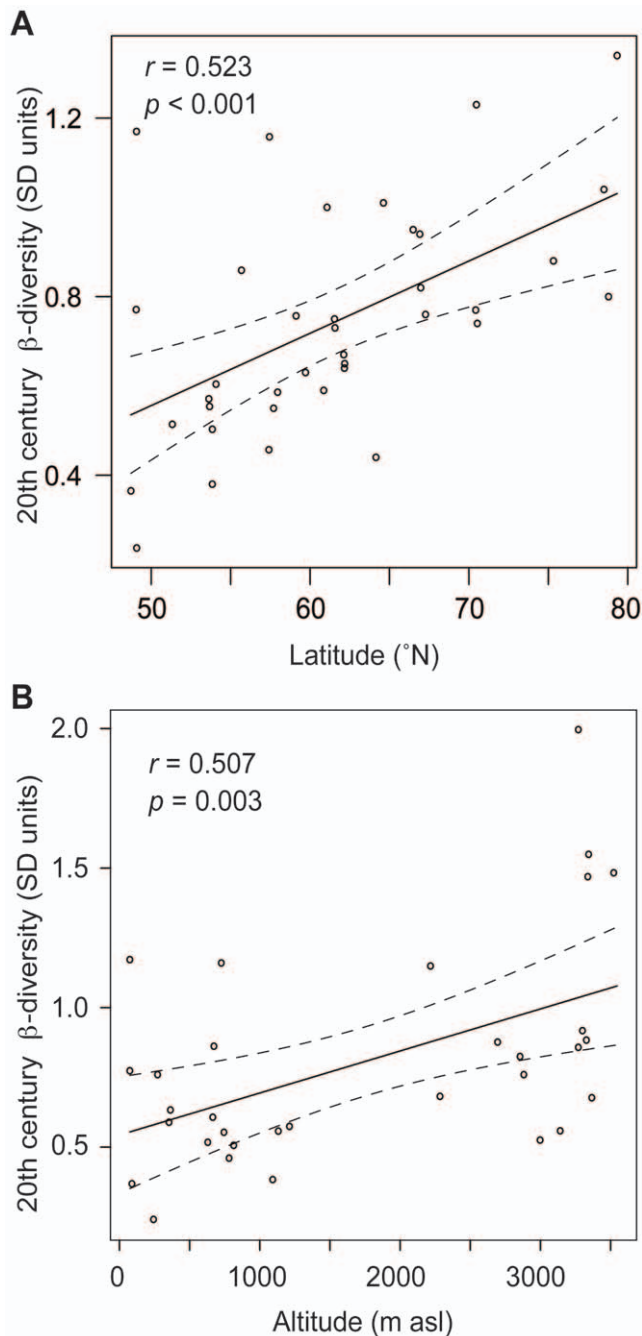 A
r = 0.523
p < 0.001
20th century β-diversity (SD units)
1.2
0.8
0.4
50 60 70 80
Latitude (°N)
B
r = 0.507
p = 0.003
20th century β-diversity (SD units)
2.0
1.5
1.0
0.5
0 1000 2000 3000
Altitude (m asl)